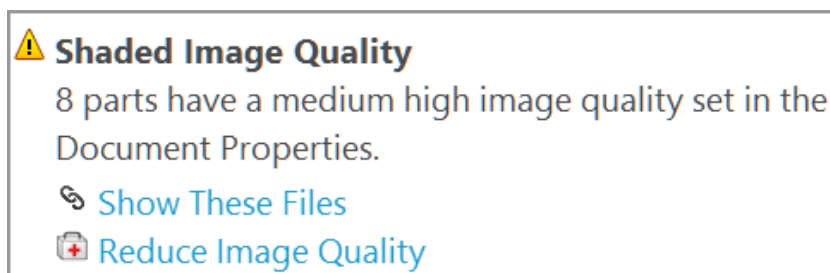 Shaded Image Quality
8 parts have a medium high image quality set in the
Document Properties.
Show These Files
Reduce Image Quality